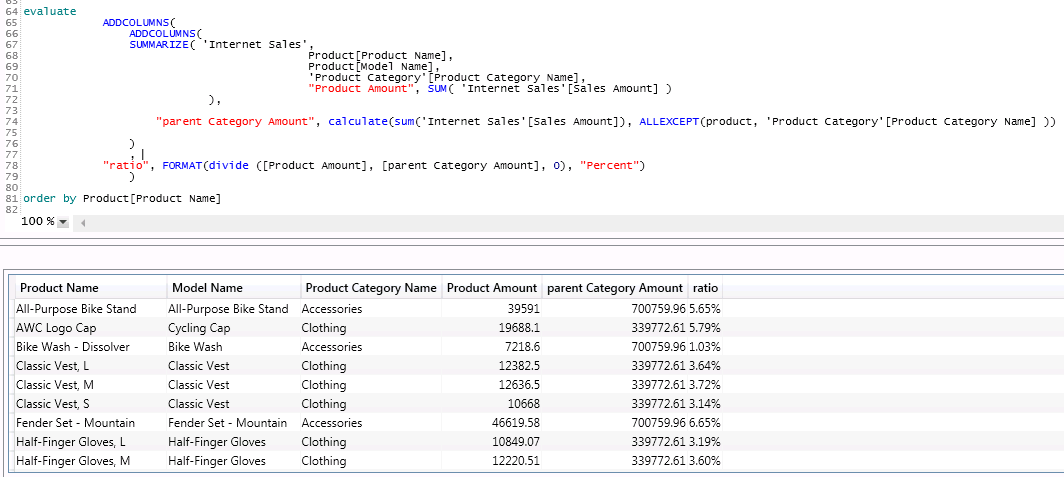 63
64 evaluate
65 ADDCOLUMNS(
66 ADDCOLUMNS(
67 SUMMARIZE( 'Internet Sales',
68 Product[Product Name],
69 Product[Model Name],
70 'Product Category'[Product Category Name],
71 "Product Amount", SUM( 'Internet Sales'[Sales Amount] )
72 ),
73
74 "parent Category Amount", calculate(sum('Internet Sales'[Sales Amount]), ALLEXCEPT(product, 'Product Category'[Product Category Name] ))
75
76 )
77 ,
78 "ratio", FORMAT(divide ([Product Amount], [parent Category Amount], 0), "Percent")
79 )
80
81 order by Product[Product Name]
82
100 %
Product Name Model Name Product Category Name Product Amount parent Category Amount ratio
All-Purpose Bike Stand All-Purpose Bike Stand Accessories 39591 700759.96 5.65%
AWC Logo Cap Cycling Cap Clothing 19688.1 339772.61 5.79%
Bike Wash - Dissolver Bike Wash Accessories 7218.6 700759.96 1.03%
Classic Vest, L Classic Vest Clothing 12382.5 339772.61 3.64%
Classic Vest, M Classic Vest Clothing 12636.5 339772.61 3.72%
Classic Vest, S Classic Vest Clothing 10668 339772.61 3.14%
Fender Set - Mountain Fender Set - Mountain Accessories 46619.58 700759.96 6.65%
Half-Finger Gloves, L Half-Finger Gloves Clothing 10849.07 339772.61 3.19%
Half-Finger Gloves, M Half-Finger Gloves Clothing 12220.51 339772.61 3.60%